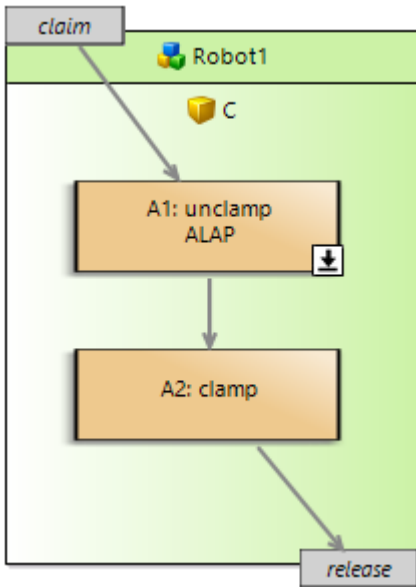 claim
Robot1
C
A1: unclamp
ALAP
A2: clamp
release